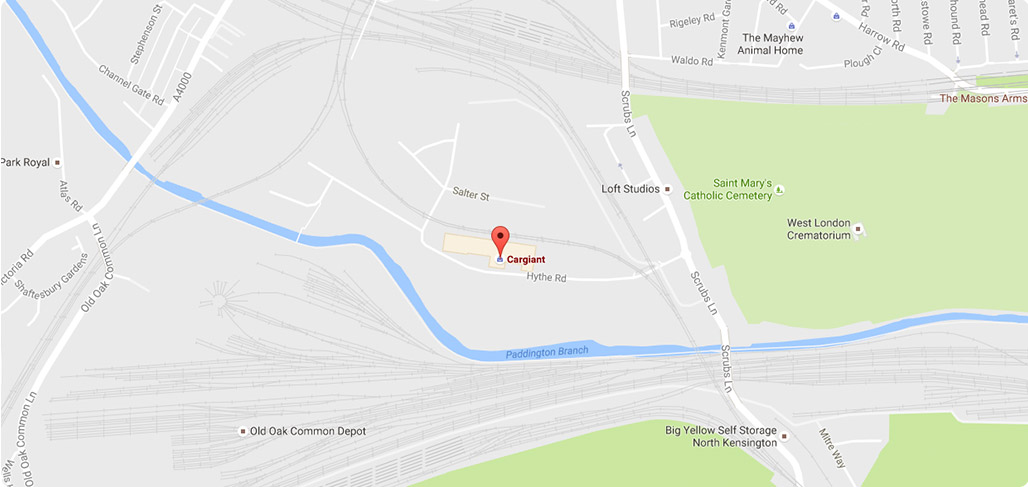 Stephenson St
Channel Gate Rd
A4000
Park Royal
Atlas Rd
Old Oak Common Ln
Shaftesbury Gardens
Old Oak Common Ln
Old Oak Common Depot
Salter St
Cargiant
Hythe Rd
Paddington Branch
Scrubs Ln
Scrubs Ln
Scrubs Ln
Loft Studios
Rigeley Rd
Kenmont
Waldo Rd
The Mayhew
Animal Home
Plough Cl
Harrow Rd
The Masons Arms
Saint Mary's
Catholic Cemetery
West London
Crematorium
Big Yellow Self Storage
North Kensington
Mitre Way